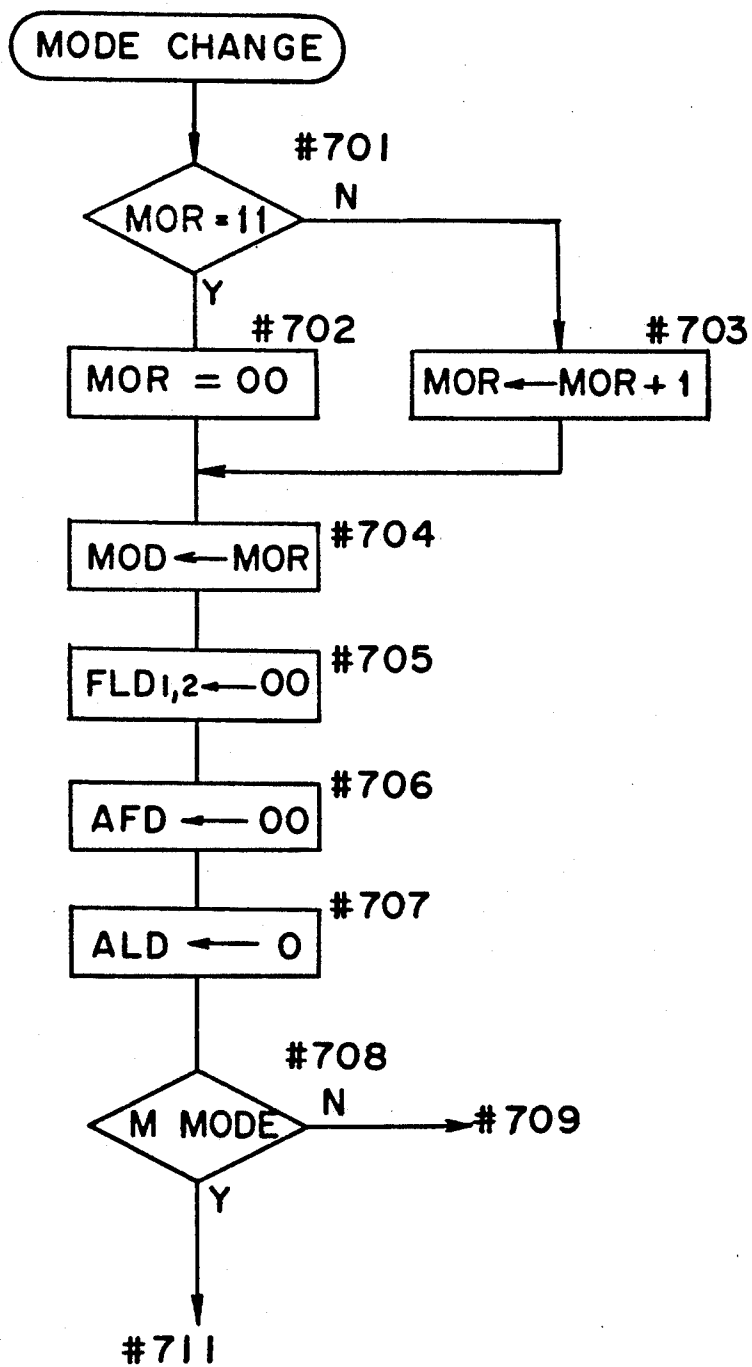 MODE CHANGE
#701
MOR = 11
N
Y
#702
#703
MOR = 00
MOR ← MOR + 1
MOD ← MOR
#704
FLD1,2 ← 00
#705
AFD ← 00
#706
ALD ← 0
#707
#708
M MODE
N
#709
Y
#711